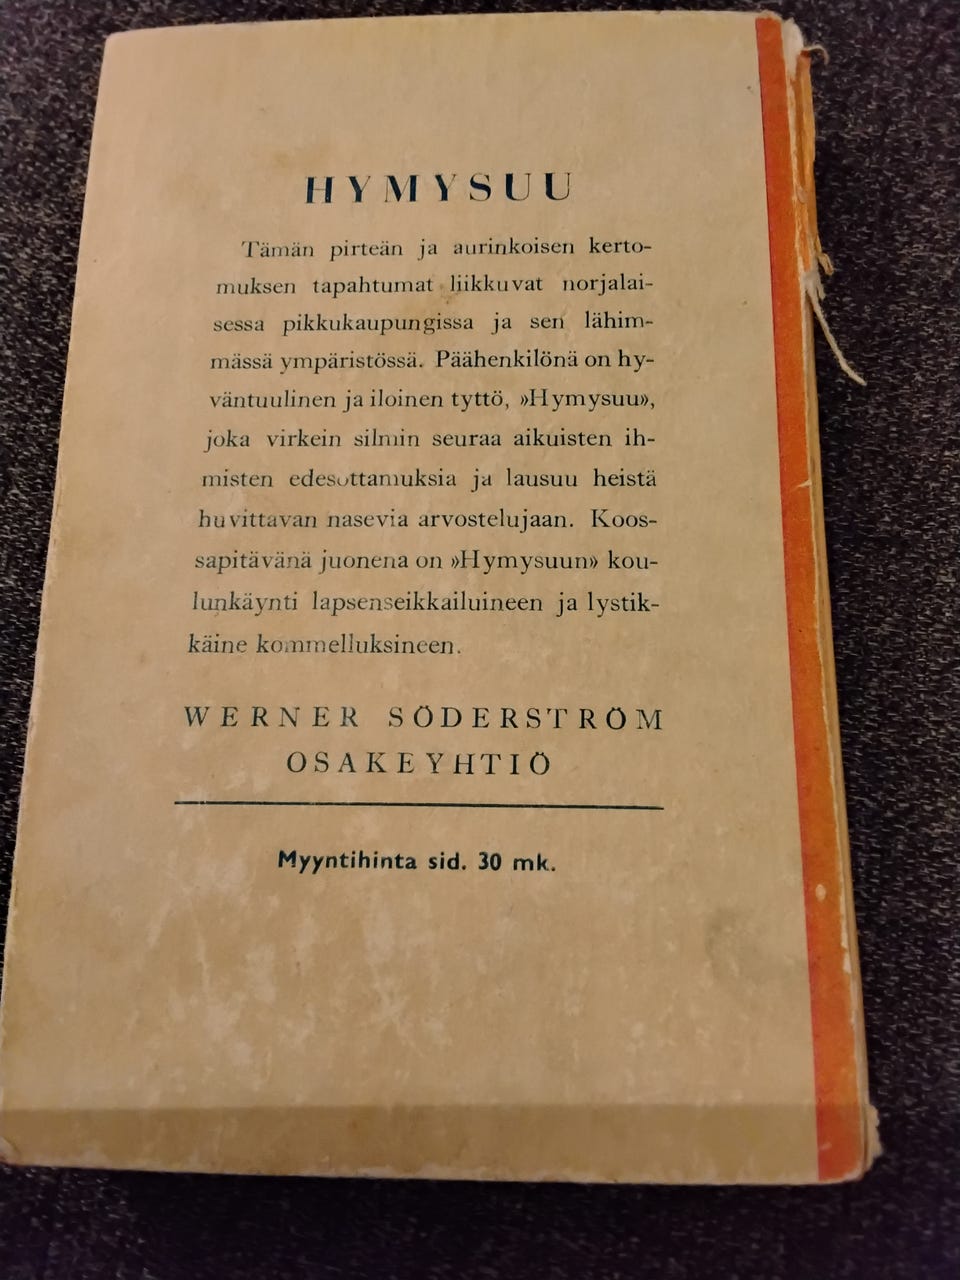 HYMYSUU
Tämän pirteän ja aurinkoisen kerto-
muksen tapahtumat liikkuvat norjalai-
sessa pikkukaupungissa ja sen lähim-
mässä ympäristössä. Päähenkilönä on hy-
väntuulinen ja iloinen tyttö, »Hymysuu»,
joka virkein silmin seuraa aikuisten ih-
misten edesottamuksia ja lausuu heistä
huvittavan nasevia arvostelujaan. Koos-
sapitävänä juonena on »Hymysuun» kou-
lunkäynti lapsenseikkailuineen ja lystik-
käine kommelluksineen.
WERNER SÖDERSTRÖM
OSAKEYHTIÖ
Myyntihinta sid. 30 mk.